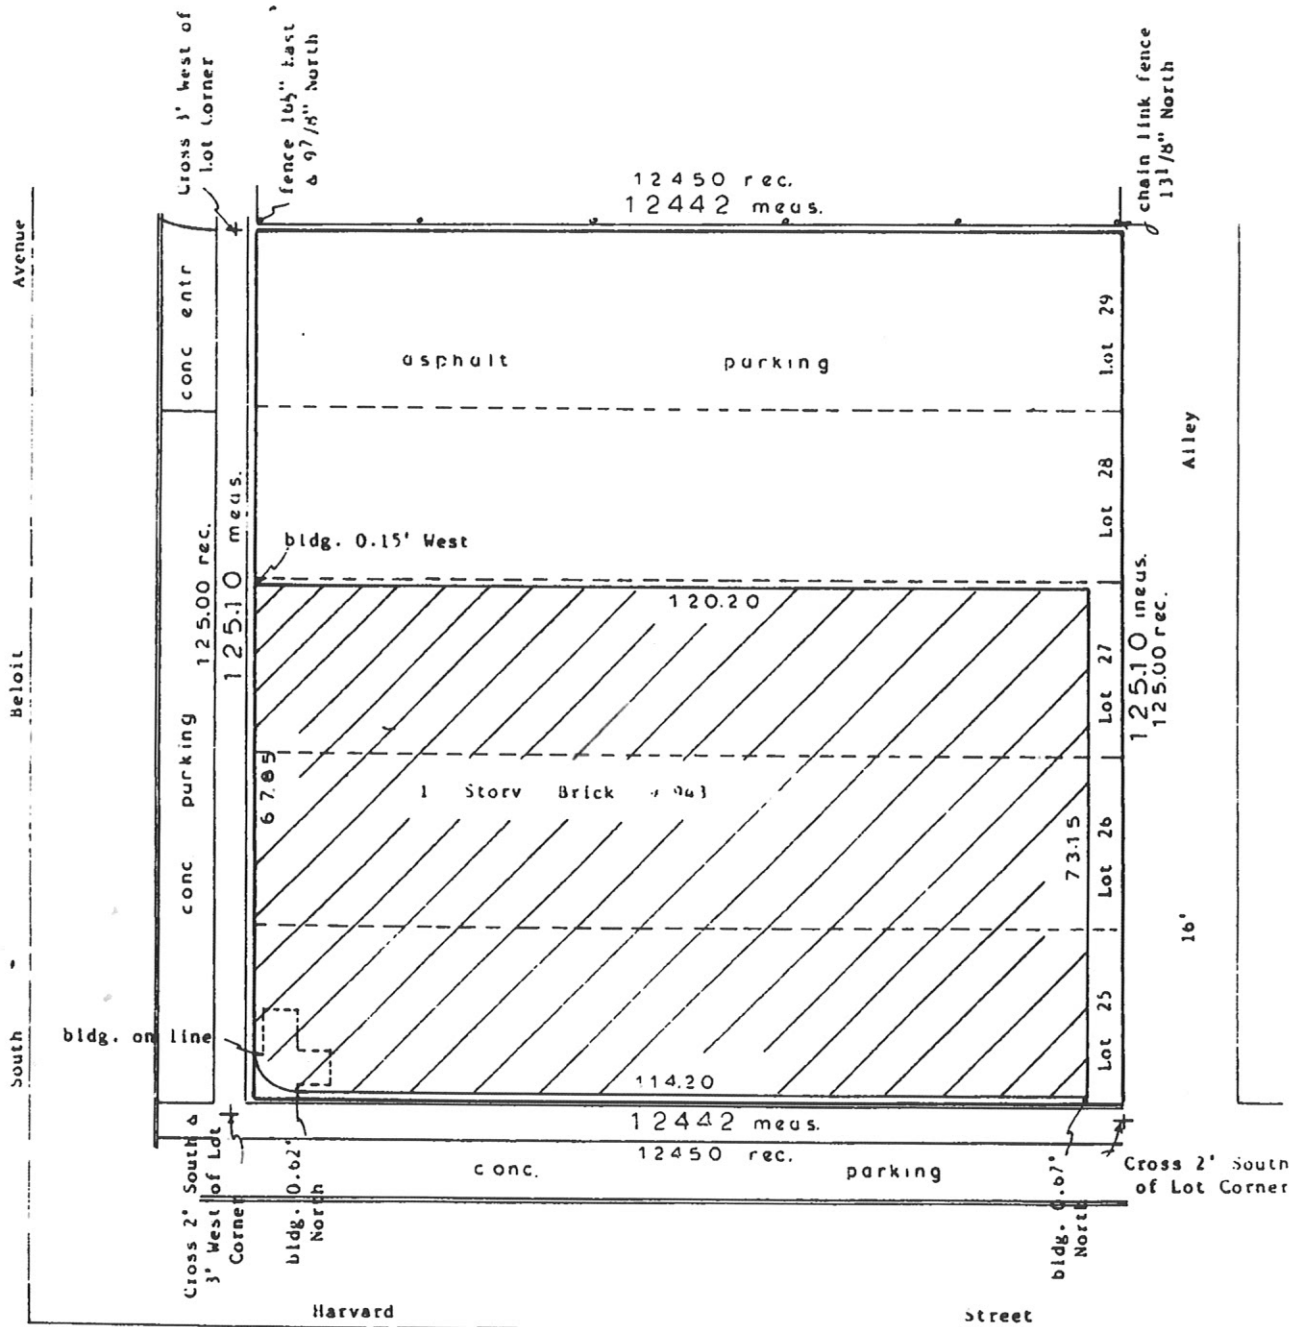 Cross 3' West of
Lot Corner
fence 16½" East
& 9 7/8" North
chain link fence
13 1/8" North
12450 rec.
12442 meas.
Avenue
conc entr
asphalt parking
Lot 29
Lot 28
Alley
125.00 rec.
125.10 meas.
bldg. 0.15' West
120.20
Lot 27
125.10 meas.
125.00 rec.
Beloit
conc parking
67.85
1 Story Brick
73.15
Lot 26
16'
South
bldg. on line
Lot 25
114.20
12442 meas.
12450 rec.
conc. parking
Cross 2' South &
3' West of Lot
Corner
bldg. 0.62'
North
bldg. 0.67'
North
Cross 2' South
of Lot Corner
Harvard Street